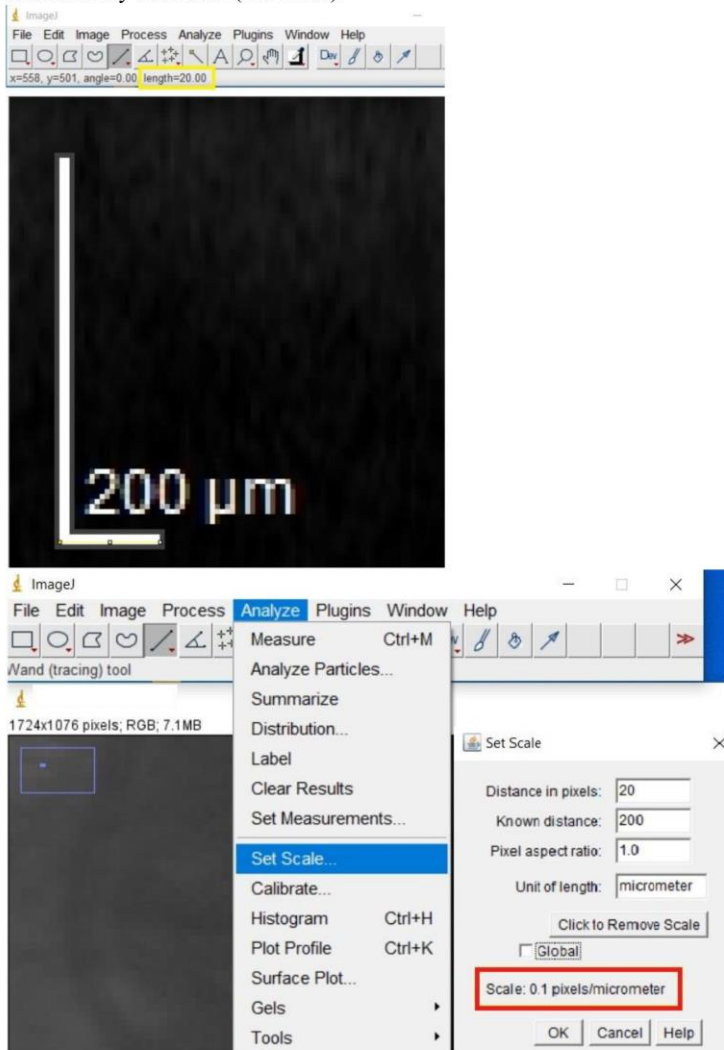 ImageJ
File Edit Image Process Analyze Plugins Window Help
A Dev
x=558, y=501, angle=0.00, length=20.00
200 µm
ImageJ
File Edit Image Process Analyze Plugins Window Help
Wand (tracing) tool
1724x1076 pixels; RGB; 7.1MB
Measure Ctrl+M
Analyze Particles...
Summarize
Distribution...
Label
Clear Results
Set Measurements...
Set Scale...
Calibrate...
Histogram Ctrl+H
Plot Profile Ctrl+K
Surface Plot...
Gels
Tools
Set Scale
Distance in pixels: 20
Known distance: 200
Pixel aspect ratio: 1.0
Unit of length: micrometer
Click to Remove Scale
Global
Scale: 0.1 pixels/micrometer
OK Cancel Help